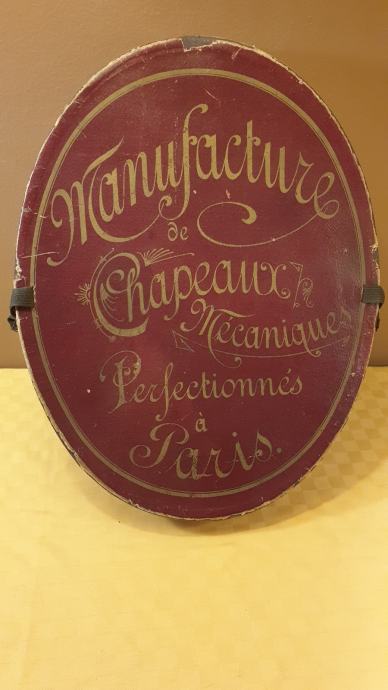 Manufacture
de
Chapeaux
Mécaniques
Perfectionnés
à
Paris.